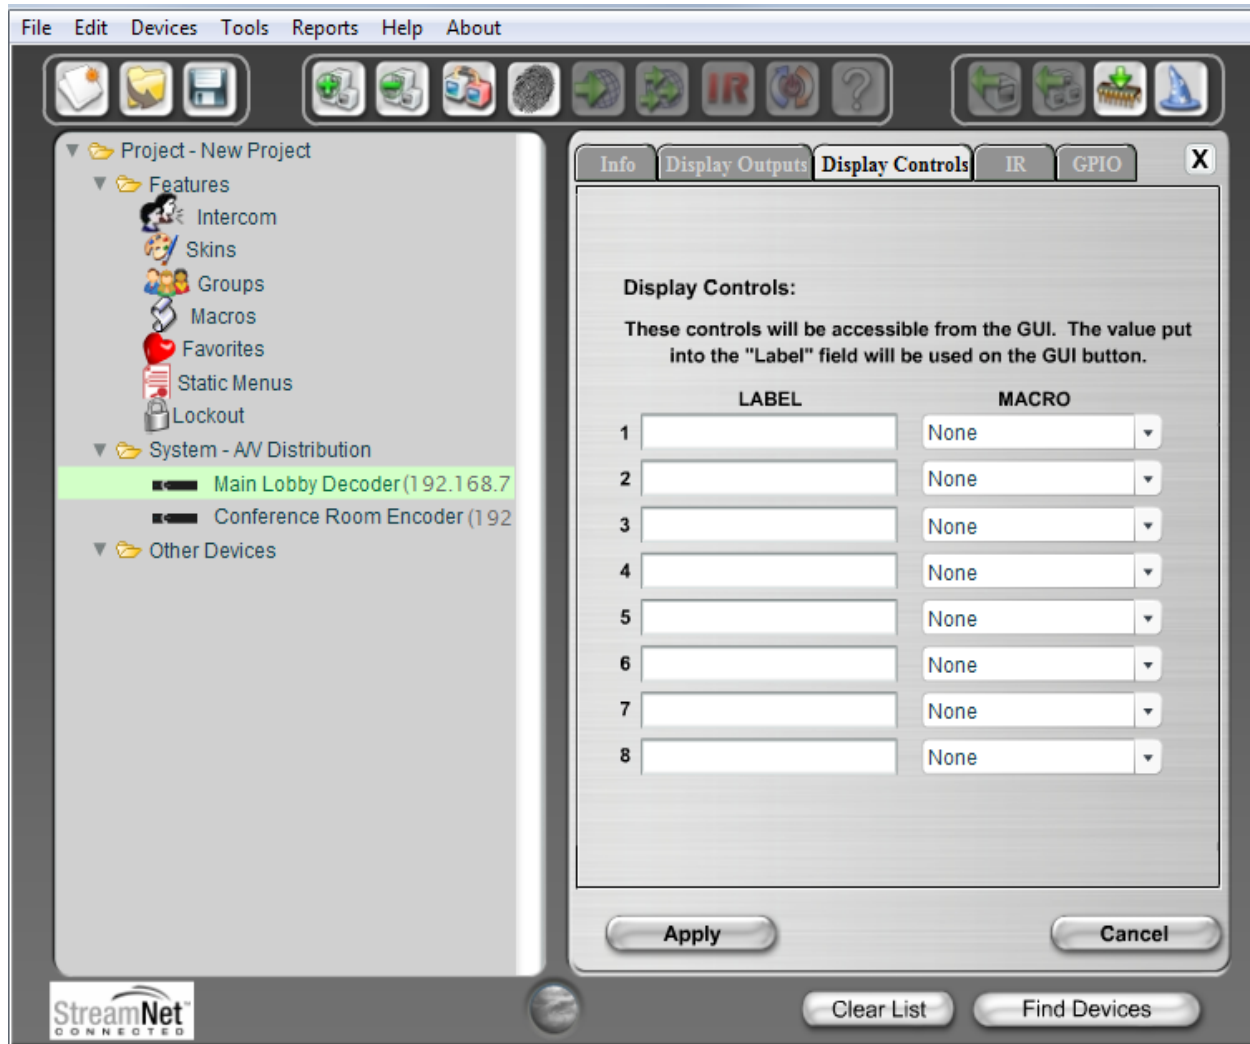 File Edit Devices Tools Reports Help About
IR ?
Project - New Project
Features
Intercom
Skins
Groups
Macros
Favorites
Static Menus
Lockout
System - A/V Distribution
Main Lobby Decoder (192.168.7
Conference Room Encoder (192
Other Devices
Info Display Outputs Display Controls IR GPIO X
Display Controls:
These controls will be accessible from the GUI. The value put
into the "Label" field will be used on the GUI button.
LABEL MACRO
1 None
2 None
3 None
4 None
5 None
6 None
7 None
8 None
Apply Cancel
StreamNet™
CONNECTED
Clear List Find Devices